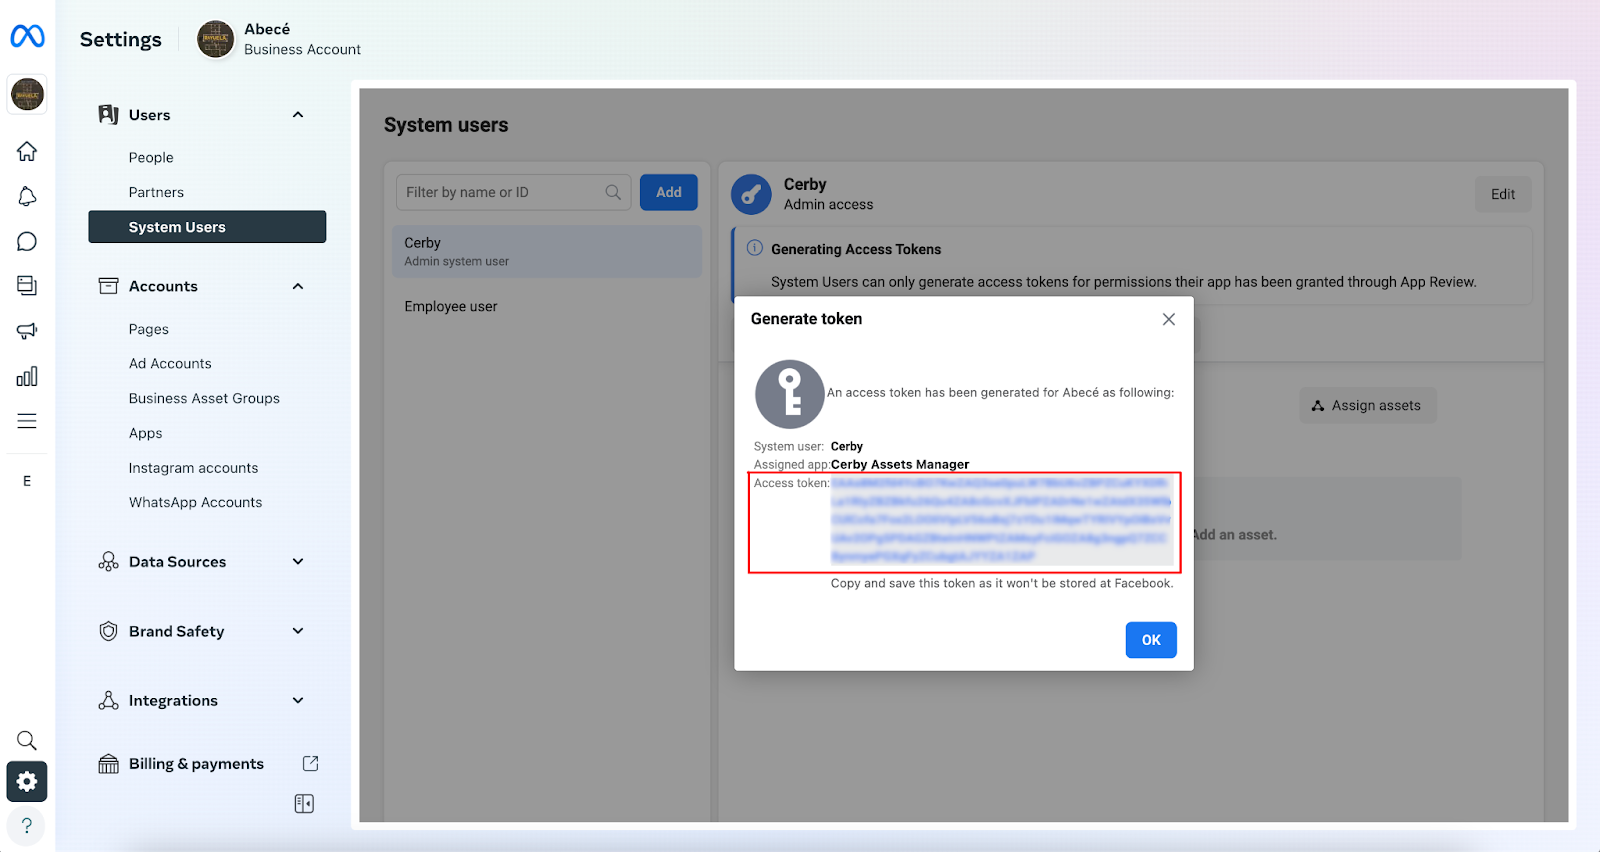 Settings
Abecé
Business Account
Users
People
Partners
System Users
Accounts
Pages
Ad Accounts
Business Asset Groups
Apps
Instagram accounts
WhatsApp Accounts
Data Sources
Brand Safety
Integrations
Billing & payments
E
?
System users
Filter by name or ID
Add
Cerby
Admin system user
Employee user
Cerby
Admin access
Edit
Generating Access Tokens
System Users can only generate access tokens for permissions their app has been granted through App Review.
Assign assets
Add an asset.
Generate token
An access token has been generated for Abecé as following:
System user: Cerby
Assigned app: Cerby Assets Manager
Access token:
Copy and save this token as it won't be stored at Facebook.
OK